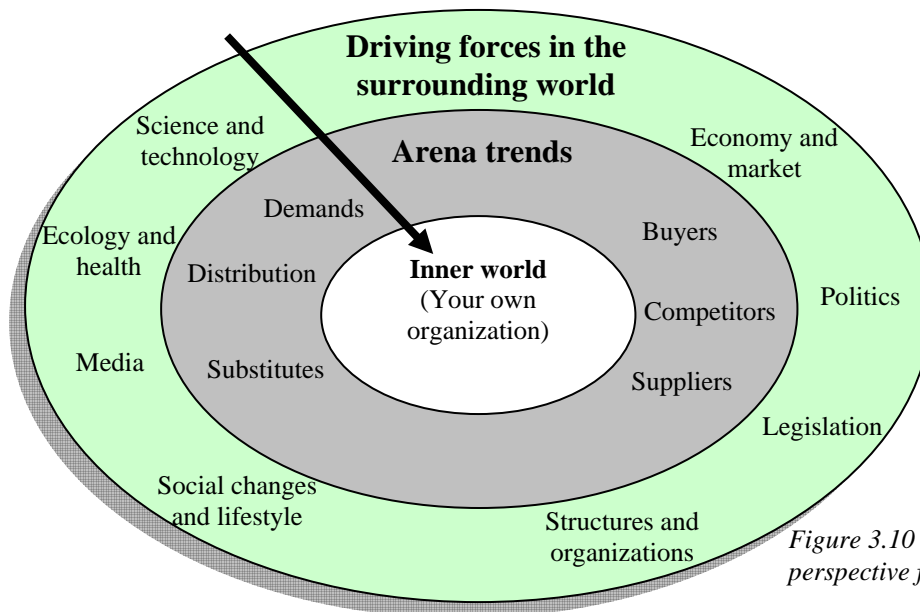 Driving forces in the
surrounding world
Science and
technology
Economy and
market
Arena trends
Demands
Buyers
Ecology and
health
Distribution
Inner world
(Your own
organization)
Politics
Competitors
Media
Substitutes
Suppliers
Legislation
Social changes
and lifestyle
Structures and
organizations
Figure 3.10
perspective f